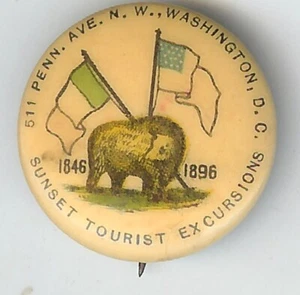 511 PENN. AVE. N. W., WASHINGTON, D. C.
1846 1896
SUNSET TOURIST EXCURSIONS